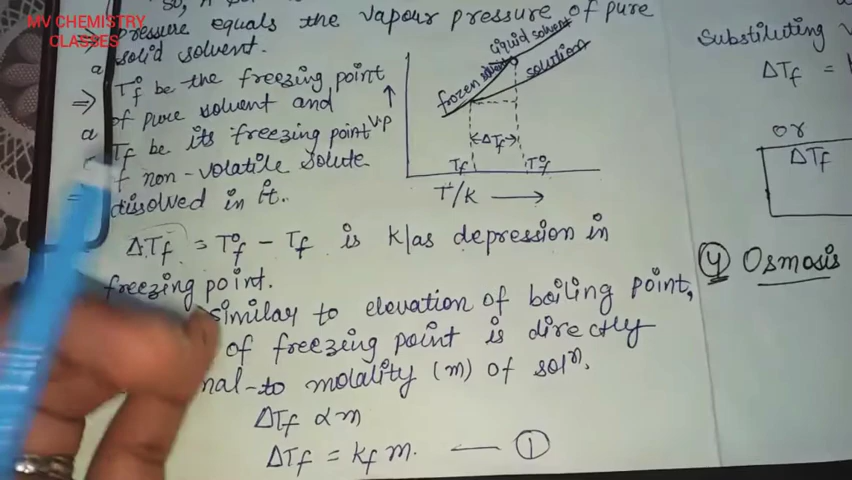 MV CHEMISTRY
CLASSES
pressure equals the vapour pressure of pure
solid solvent.
⇒ T°f be the freezing point
of pure solvent and
Tf be its freezing point
non-volatile solute
dissolved in it.
liquid solvent
frozen
solution
V.P
ΔTf
Tf T°f
T/K
ΔTf = T°f - Tf is k/as depression in
freezing point.
similar to elevation of boiling point,
of freezing point is directly
nal to molality (m) of solⁿ.
ΔTf α m
ΔTf = kf m. — ①
Substituting
ΔTf =
or
ΔTf
④ Osmosis